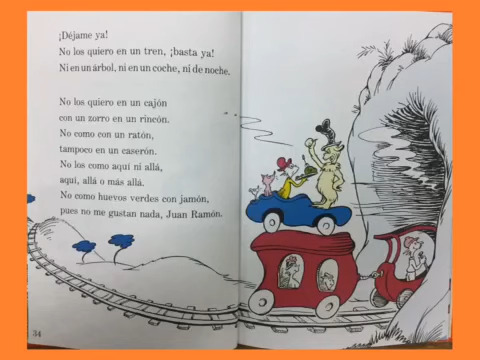 ¡Déjame ya!
No los quiero en un tren, ¡basta ya!
Ni en un árbol, ni en un coche, ni de noche.
No los quiero en un cajón
con un zorro en un rincón.
No como con un ratón,
tampoco en un caserón.
No los como aquí ni allá,
aquí, allá o más allá.
No como huevos verdes con jamón,
pues no me gustan nada, Juan Ramón.
34